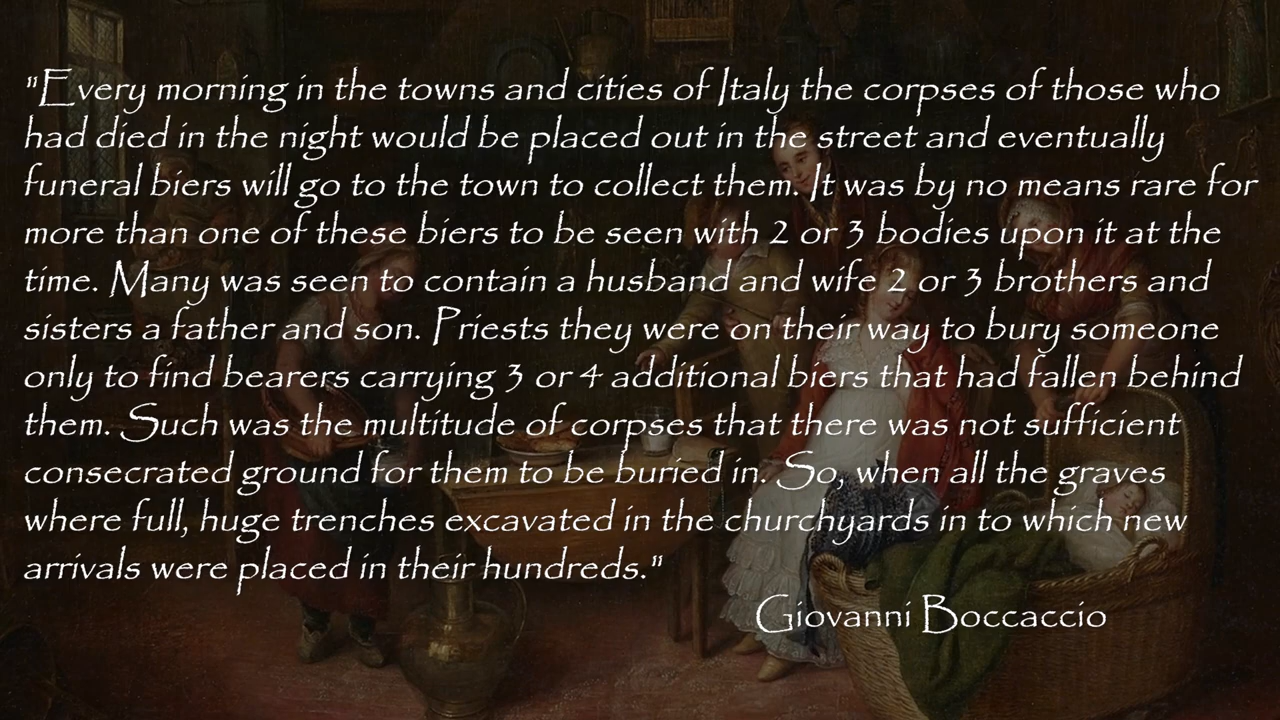 "Every morning in the towns and cities of Italy the corpses of those who
had died in the night would be placed out in the street and eventually
funeral biers will go to the town to collect them. It was by no means rare for
more than one of these biers to be seen with 2 or 3 bodies upon it at the
time. Many was seen to contain a husband and wife 2 or 3 brothers and
sisters a father and son. Priests they were on their way to bury someone
only to find bearers carrying 3 or 4 additional biers that had fallen behind
them. Such was the multitude of corpses that there was not sufficient
consecrated ground for them to be buried in. So, when all the graves
where full, huge trenches excavated in the churchyards in to which new
arrivals were placed in their hundreds."
Giovanni Boccaccio